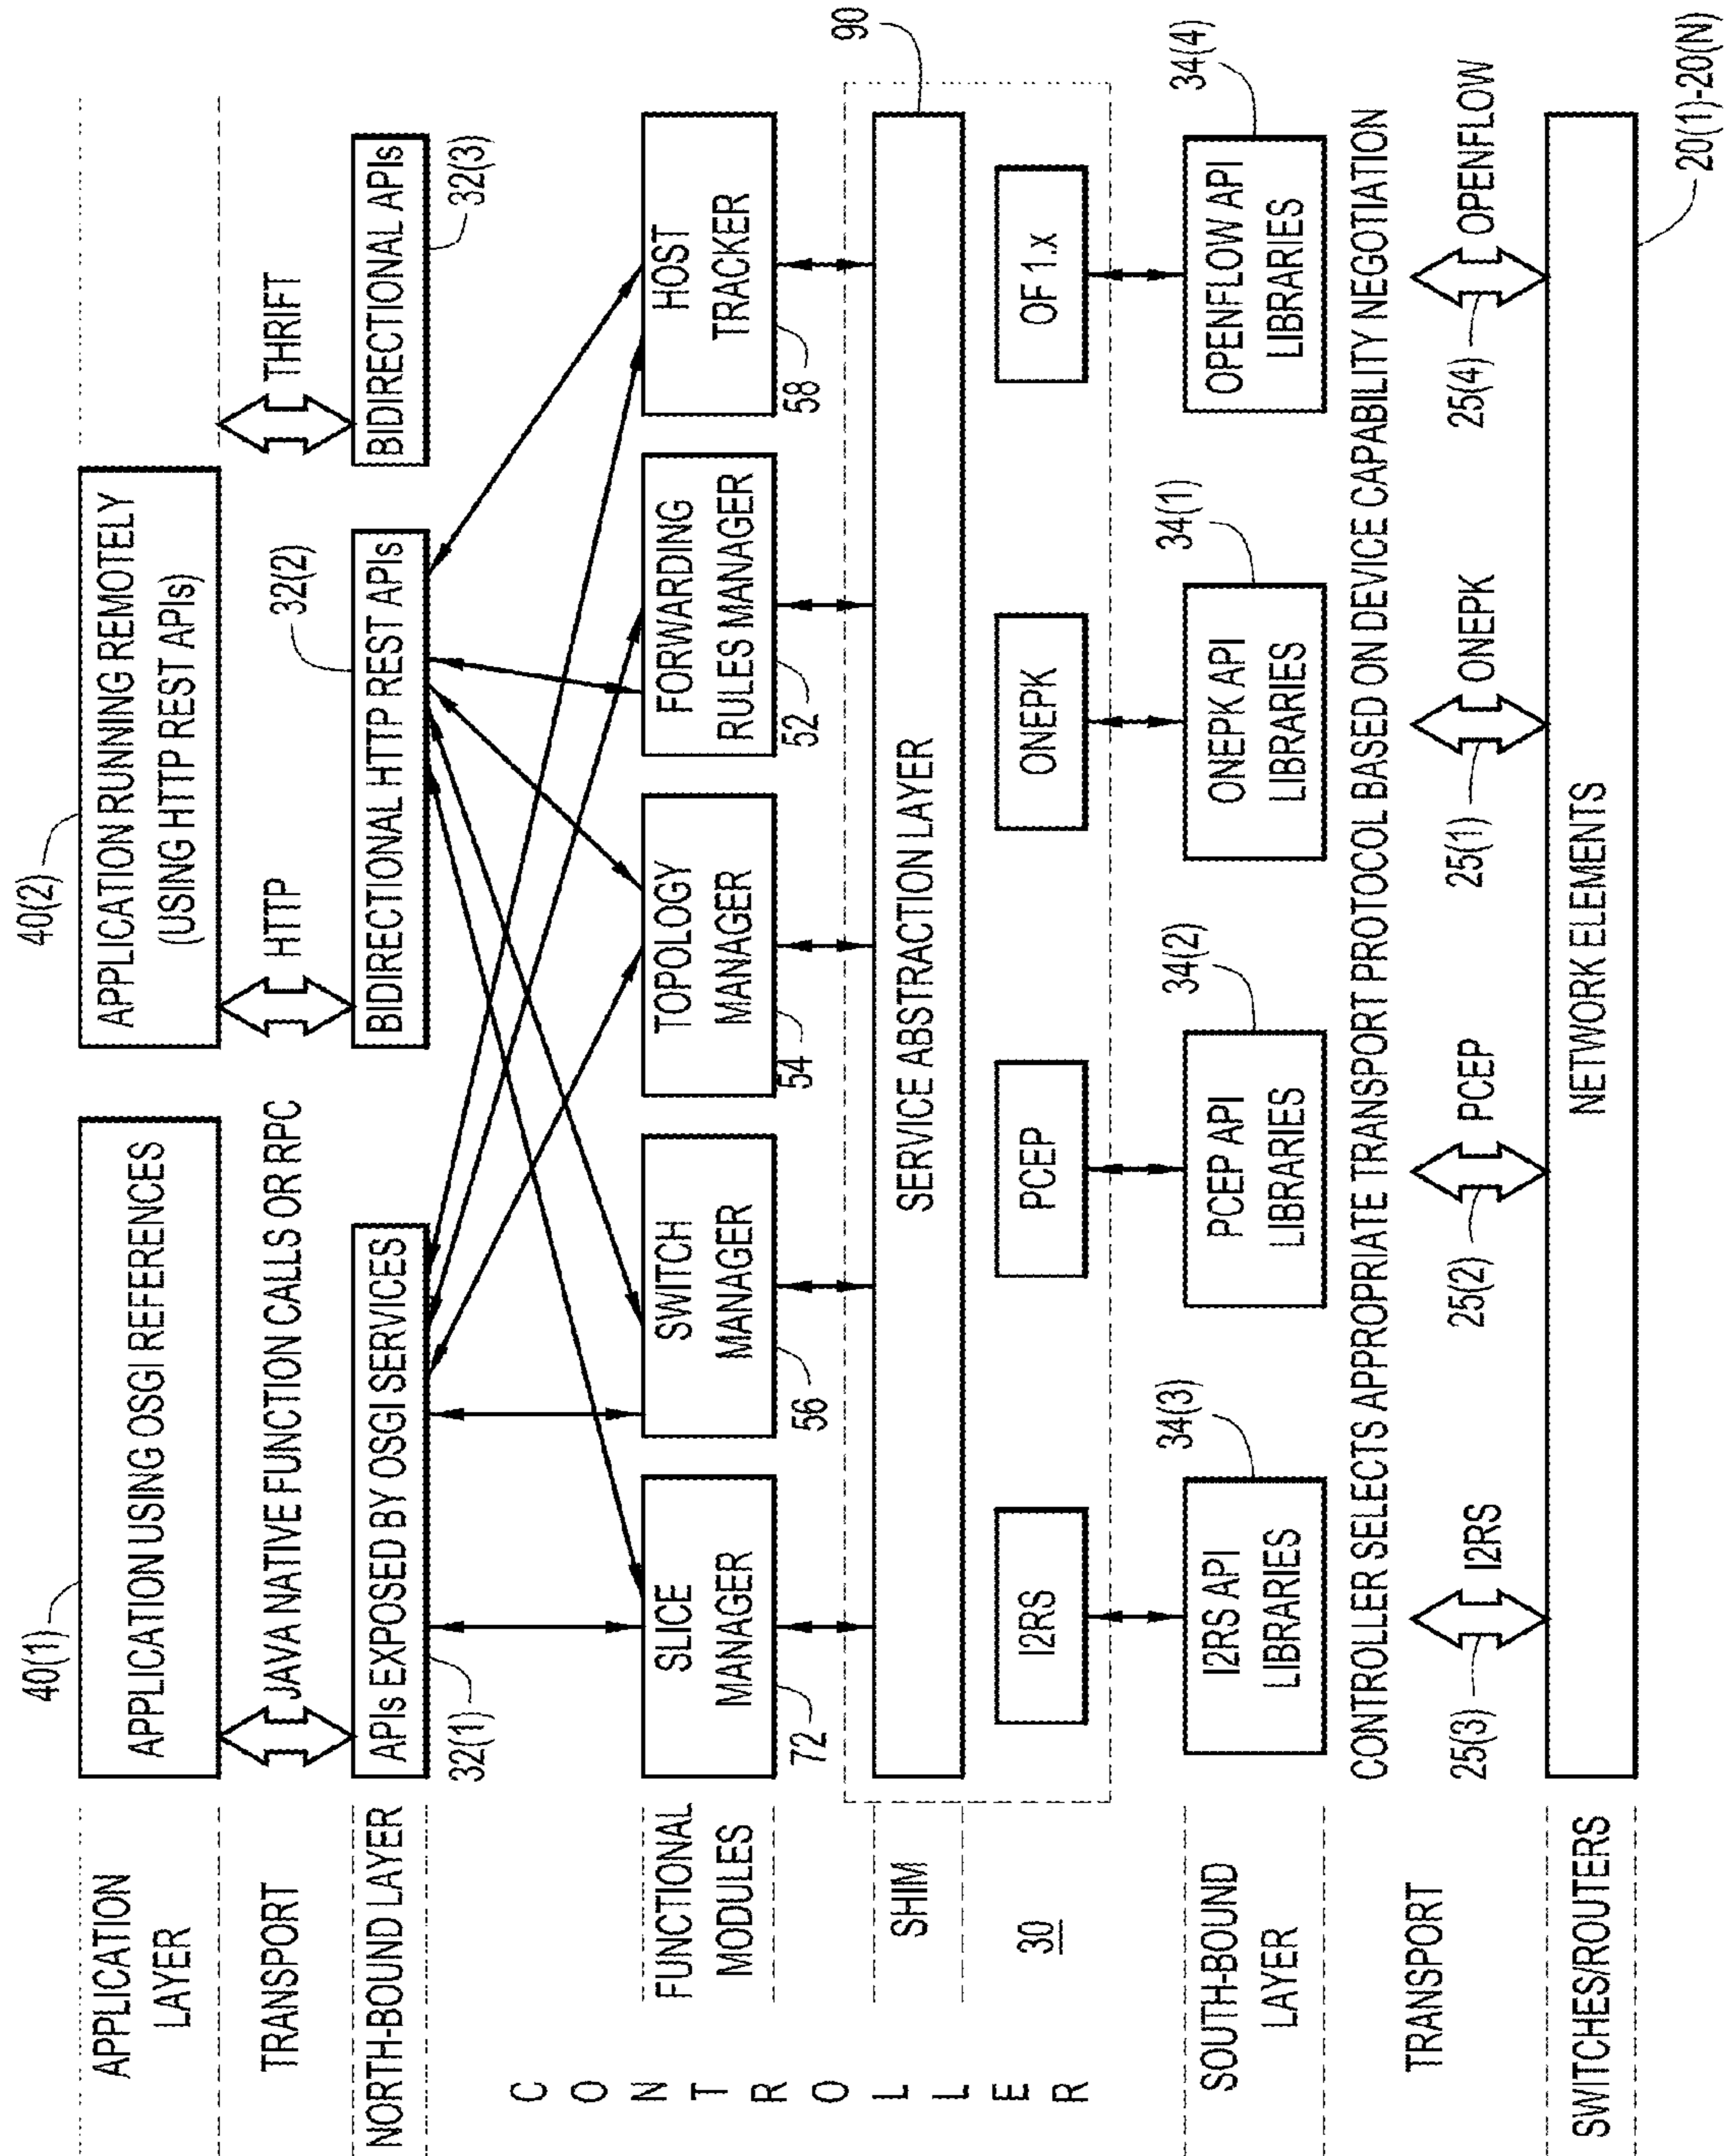 40(1)
40(2)
APPLICATION
LAYER
APPLICATION USING OSGI REFERENCES
APPLICATION RUNNING REMOTELY
(USING HTTP REST APIs)
TRANSPORT
JAVA NATIVE FUNCTION CALLS OR RPC
HTTP
THRIFT
32(2)
NORTH-BOUND LAYER
APIs EXPOSED BY OSGI SERVICES
BIDIRECTIONAL HTTP REST APIs
BIDIRECTIONAL APIs
32(1)
32(3)
CONTROLLER
FUNCTIONAL
MODULES
SLICE
MANAGER
SWITCH
MANAGER
TOPOLOGY
MANAGER
FORWARDING
RULES MANAGER
HOST
TRACKER
72
56
54
52
58
90
SHIM
SERVICE ABSTRACTION LAYER
30
I2RS
PCEP
ONEPK
OF 1.x
34(3)
34(2)
34(1)
34(4)
SOUTH-BOUND
LAYER
I2RS API
LIBRARIES
PCEP API
LIBRARIES
ONEPK API
LIBRARIES
OPENFLOW API
LIBRARIES
CONTROLLER SELECTS APPROPRIATE TRANSPORT PROTOCOL BASED ON DEVICE CAPABILITY NEGOTIATION
TRANSPORT
25(3)
I2RS
25(2)
PCEP
25(1)
ONEPK
25(4)
OPENFLOW
SWITCHES/ROUTERS
NETWORK ELEMENTS
20(1)-20(N)